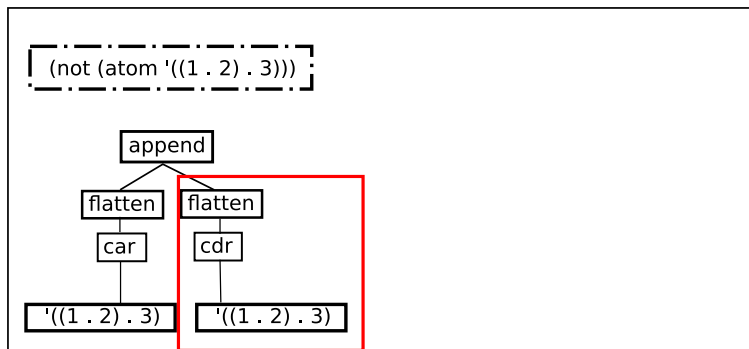 (not (atom '((1 . 2) . 3)))
append
flatten flatten
car cdr
'((1 . 2) . 3) '((1 . 2) . 3)